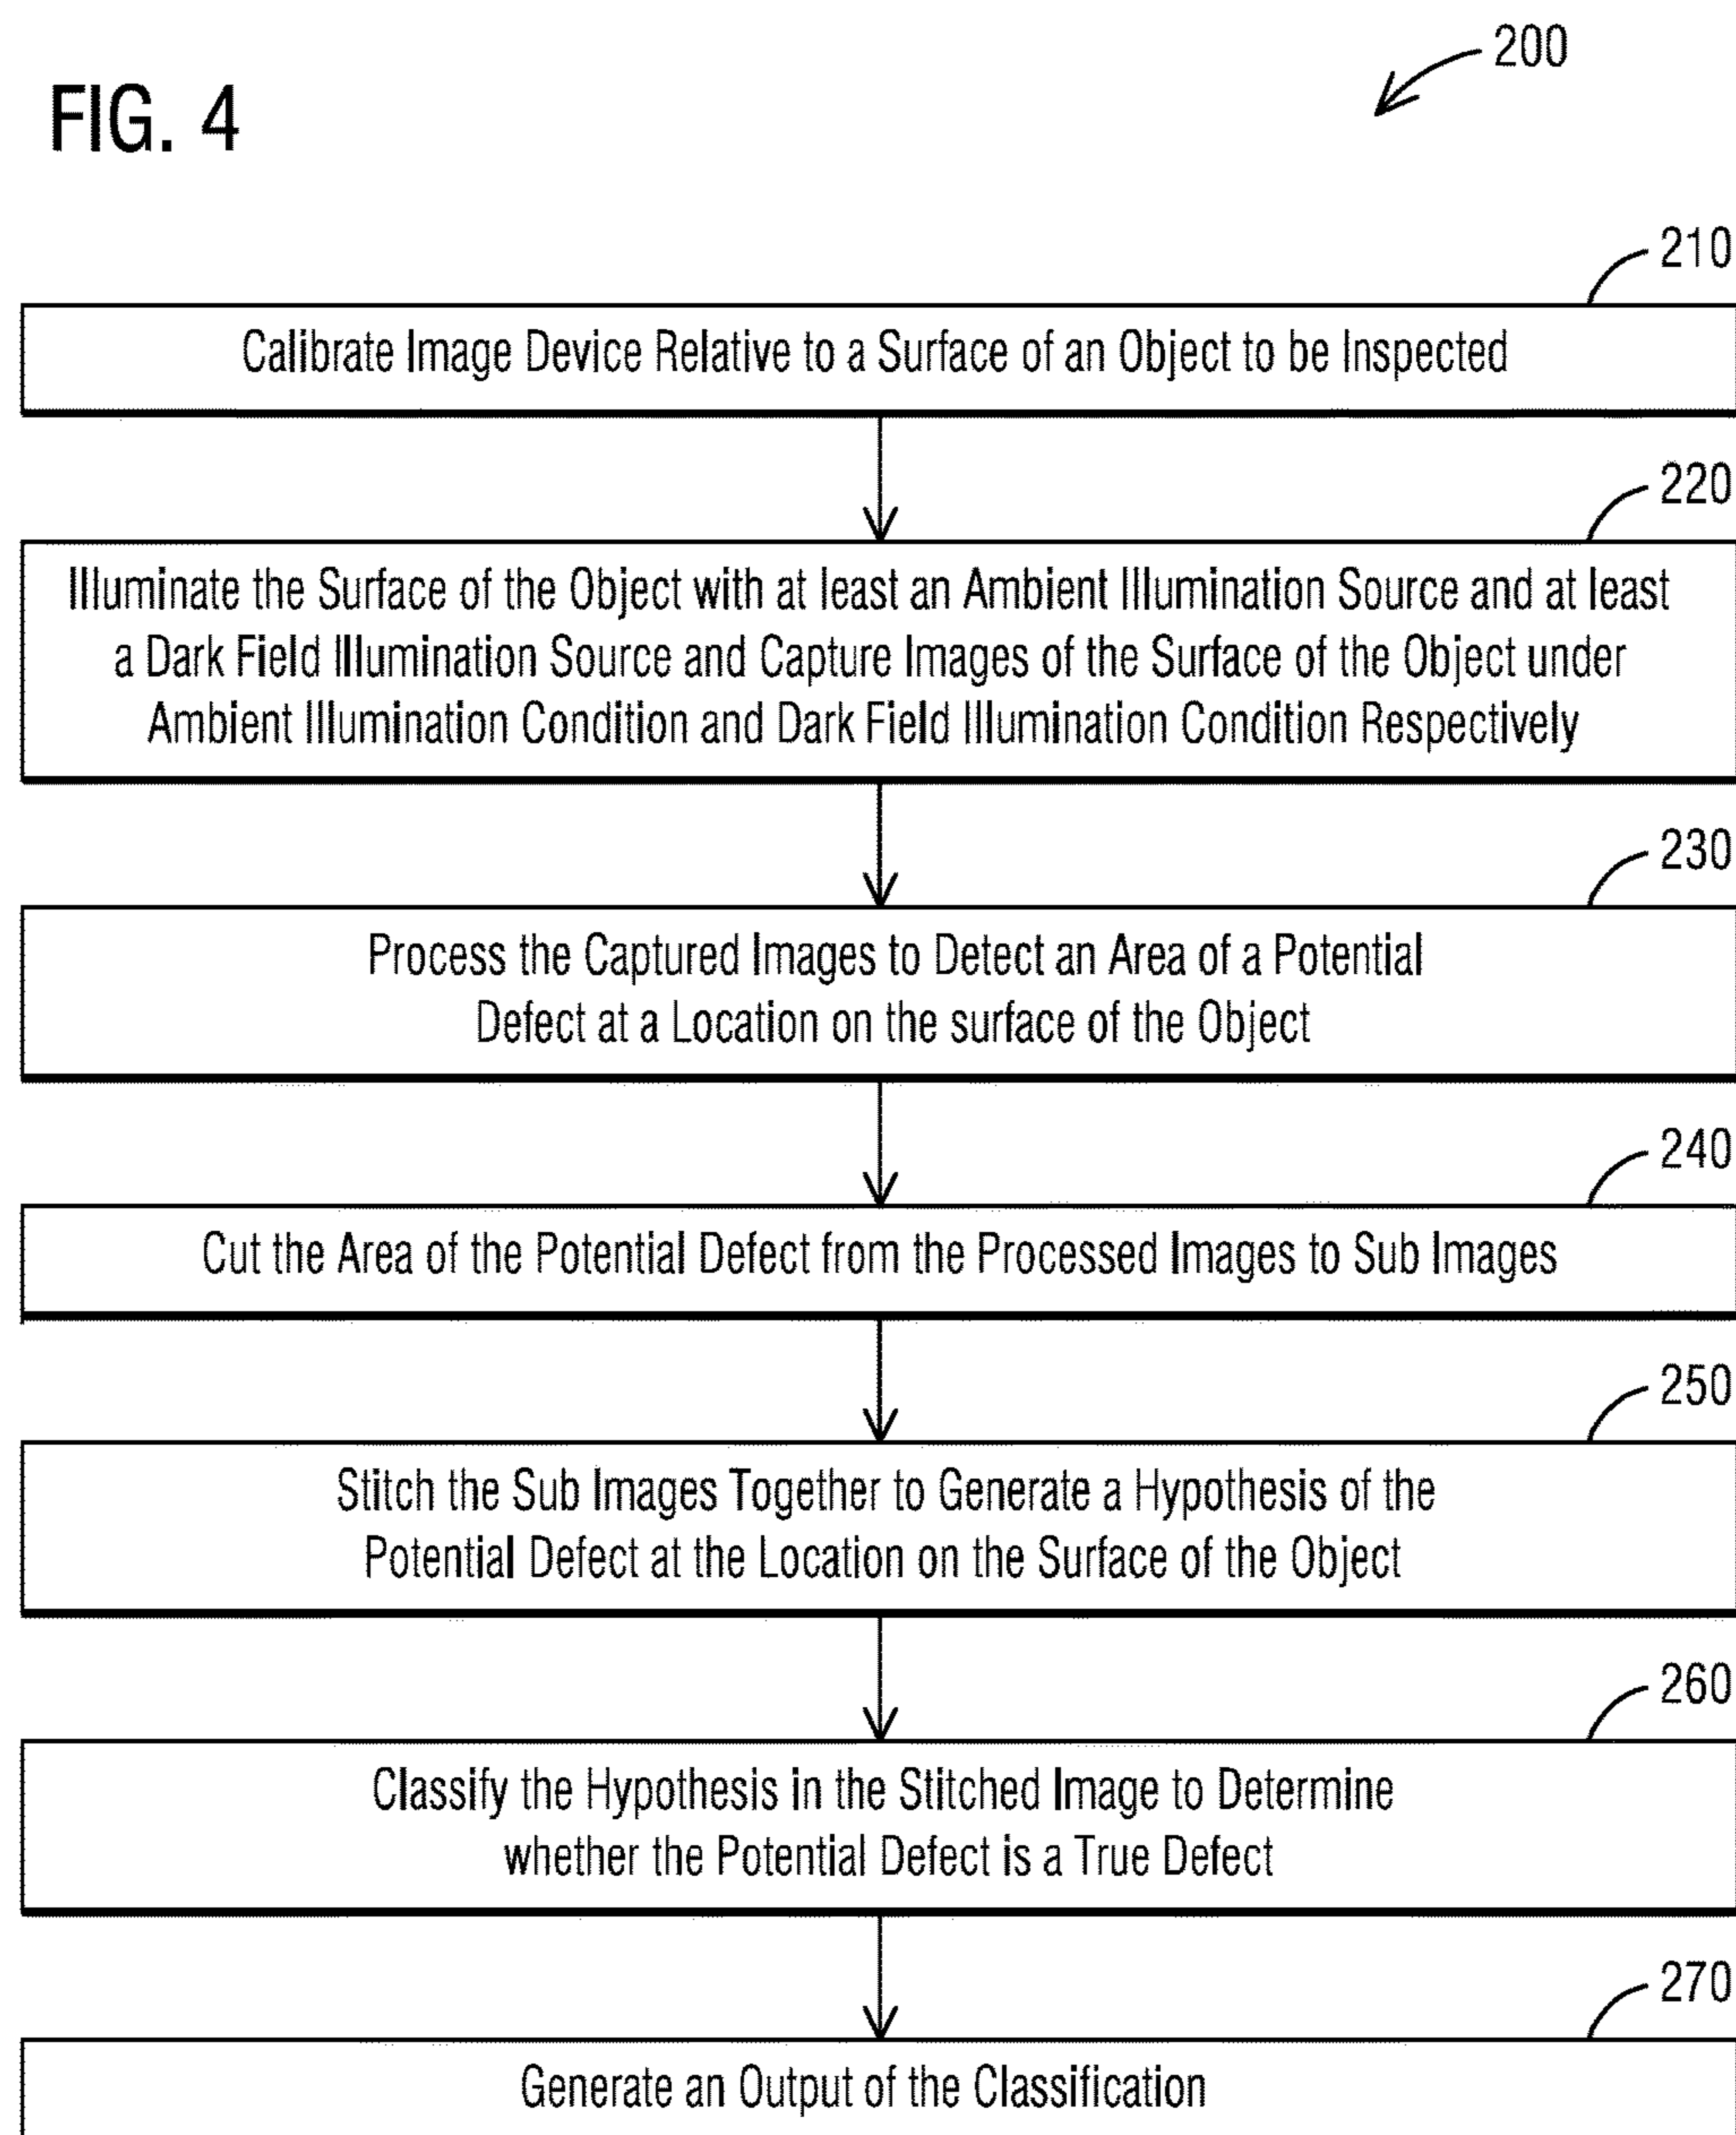 200
FIG. 4
210
Calibrate Image Device Relative to a Surface of an Object to be Inspected
220
Illuminate the Surface of the Object with at least an Ambient Illumination Source and at least
a Dark Field Illumination Source and Capture Images of the Surface of the Object under
Ambient Illumination Condition and Dark Field Illumination Condition Respectively
230
Process the Captured Images to Detect an Area of a Potential
Defect at a Location on the surface of the Object
240
Cut the Area of the Potential Defect from the Processed Images to Sub Images
250
Stitch the Sub Images Together to Generate a Hypothesis of the
Potential Defect at the Location on the Surface of the Object
260
Classify the Hypothesis in the Stitched Image to Determine
whether the Potential Defect is a True Defect
270
Generate an Output of the Classification